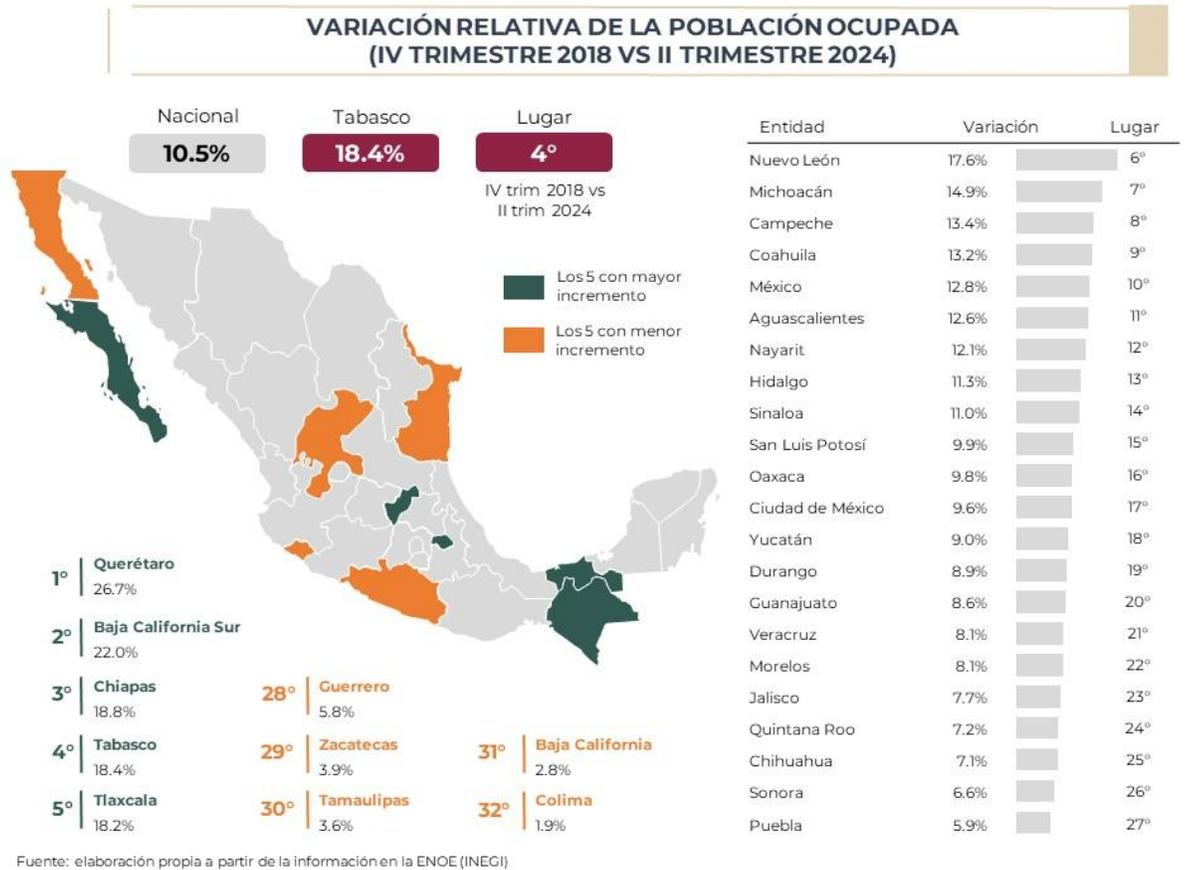 VARIACIÓN RELATIVA DE LA POBLACIÓN OCUPADA
(IV TRIMESTRE 2018 VS II TRIMESTRE 2024)
Nacional
10.5%
Tabasco
18.4%
Lugar
4°
IV trim 2018 vs
II trim 2024
Los 5 con mayor
incremento
Los 5 con menor
incremento
1° Querétaro
26.7%
2° Baja California Sur
22.0%
3° Chiapas
18.8%
4° Tabasco
18.4%
5° Tlaxcala
18.2%
28° Guerrero
5.8%
29° Zacatecas
3.9%
30° Tamaulipas
3.6%
31° Baja California
2.8%
32° Colima
1.9%
Entidad Variación Lugar
Nuevo León 17.6% 6°
Michoacán 14.9% 7°
Campeche 13.4% 8°
Coahuila 13.2% 9°
México 12.8% 10°
Aguascalientes 12.6% 11°
Nayarit 12.1% 12°
Hidalgo 11.3% 13°
Sinaloa 11.0% 14°
San Luis Potosí 9.9% 15°
Oaxaca 9.8% 16°
Ciudad de México 9.6% 17°
Yucatán 9.0% 18°
Durango 8.9% 19°
Guanajuato 8.6% 20°
Veracruz 8.1% 21°
Morelos 8.1% 22°
Jalisco 7.7% 23°
Quintana Roo 7.2% 24°
Chihuahua 7.1% 25°
Sonora 6.6% 26°
Puebla 5.9% 27°
Fuente: elaboración propia a partir de la información en la ENOE (INEGI)